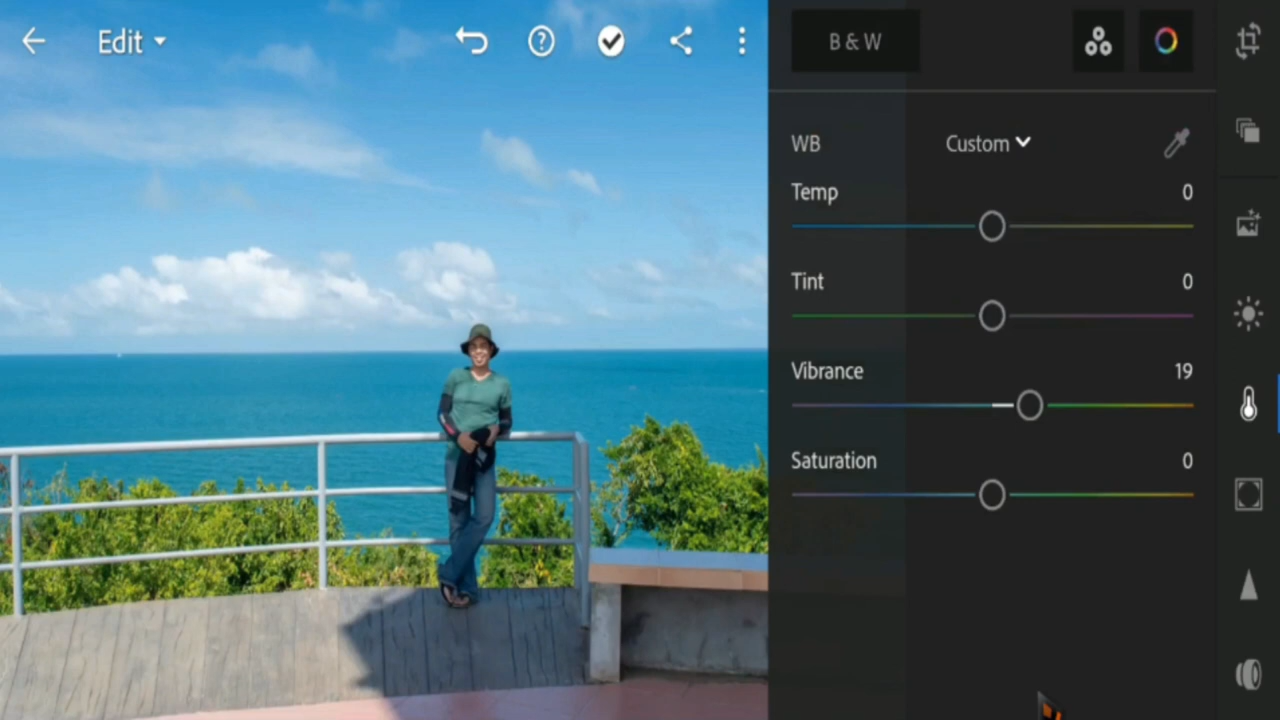 Edit
B & W
WB Custom
Temp 0
Tint 0
Vibrance 19
Saturation 0